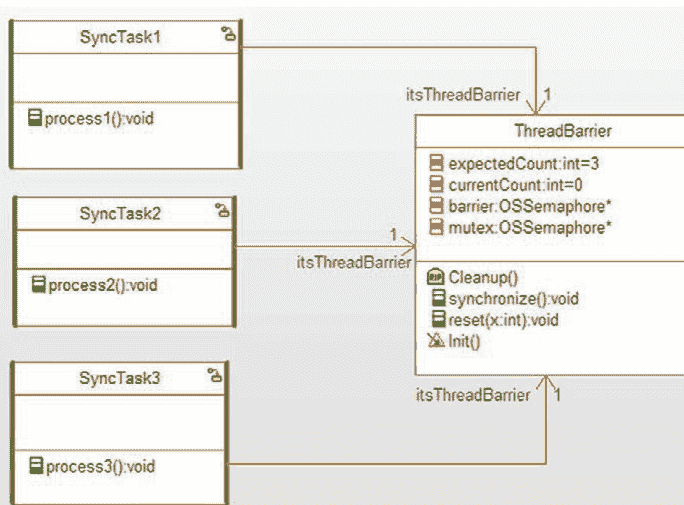 SyncTask1
process1():void
itsThreadBarrier
1
ThreadBarrier
expectedCount:int=3
currentCount:int=0
barrier:OSSemaphore*
mutex:OSSemaphore*
Cleanup()
synchronize():void
reset(x:int):void
Init()
SyncTask2
process2():void
1
itsThreadBarrier
SyncTask3
process3():void
itsThreadBarrier
1